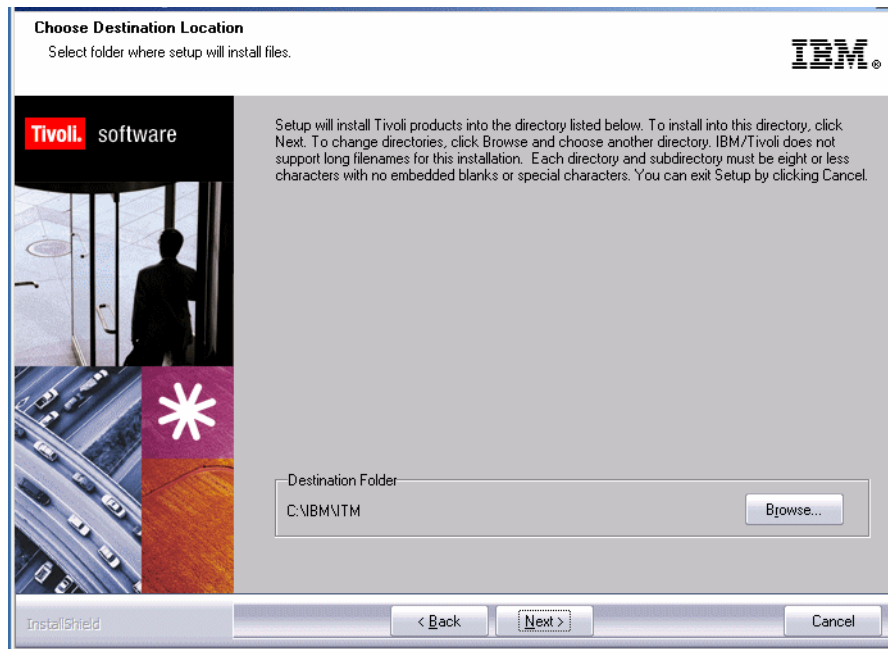 Choose Destination Location
Select folder where setup will install files.
IBM®
Tivoli. software
Setup will install Tivoli products into the directory listed below. To install into this directory, click
Next. To change directories, click Browse and choose another directory. IBM/Tivoli does not
support long filenames for this installation. Each directory and subdirectory must be eight or less
characters with no embedded blanks or special characters. You can exit Setup by clicking Cancel.
Destination Folder
C:\IBM\ITM
Browse...
InstallShield
< Back
Next >
Cancel